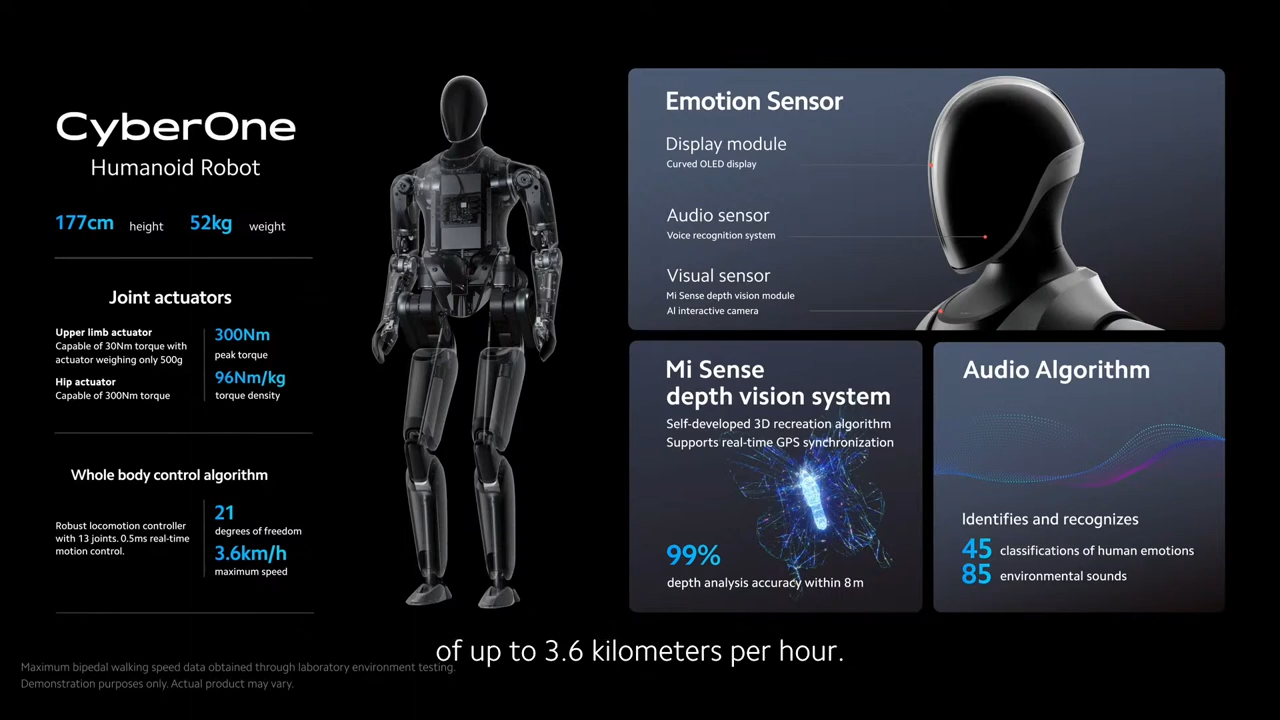 CyberOne
Humanoid Robot
177cm height 52kg weight
Joint actuators
Upper limb actuator
Capable of 30Nm torque with
actuator weighing only 500g
Hip actuator
Capable of 300Nm torque
300Nm
peak torque
96Nm/kg
torque density
Whole body control algorithm
Robust locomotion controller
with 13 joints. 0.5ms real-time
motion control.
21
degrees of freedom
3.6km/h
maximum speed
Emotion Sensor
Display module
Curved OLED display
Audio sensor
Voice recognition system
Visual sensor
Mi Sense depth vision module
AI interactive camera
Mi Sense
depth vision system
Self-developed 3D recreation algorithm
Supports real-time GPS synchronization
99%
depth analysis accuracy within 8m
Audio Algorithm
Identifies and recognizes
45 classifications of human emotions
85 environmental sounds
of up to 3.6 kilometers per hour.
Maximum bipedal walking speed data obtained through laboratory environment testing.
Demonstration purposes only. Actual product may vary.